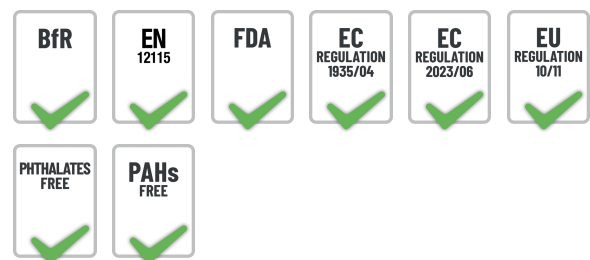 BfR
EN
12115
FDA
EC
REGULATION
1935/04
EC
REGULATION
2023/06
EU
REGULATION
10/11
PHTHALATES
FREE
PAHs
FREE